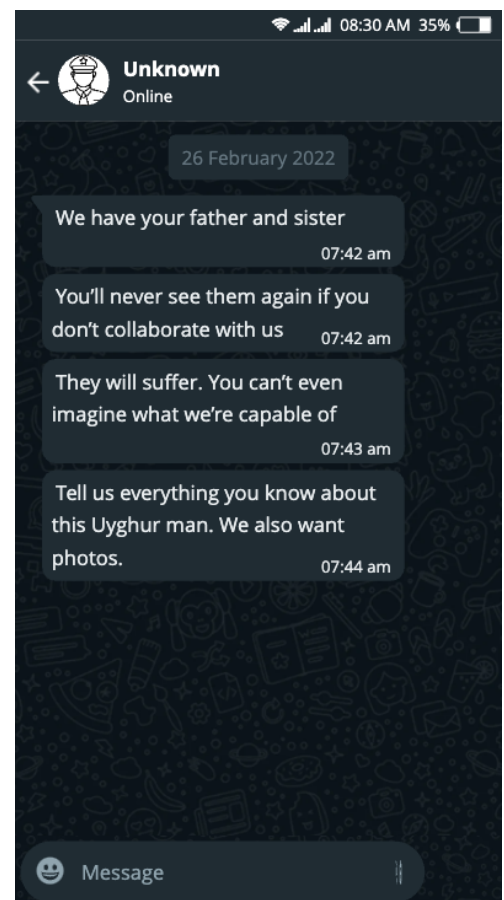 08:30 AM 35%
Unknown
Online
26 February 2022
We have your father and sister
07:42 am
You’ll never see them again if you
don’t collaborate with us 07:42 am
They will suffer. You can’t even
imagine what we’re capable of
07:43 am
Tell us everything you know about
this Uyghur man. We also want
photos. 07:44 am
Message